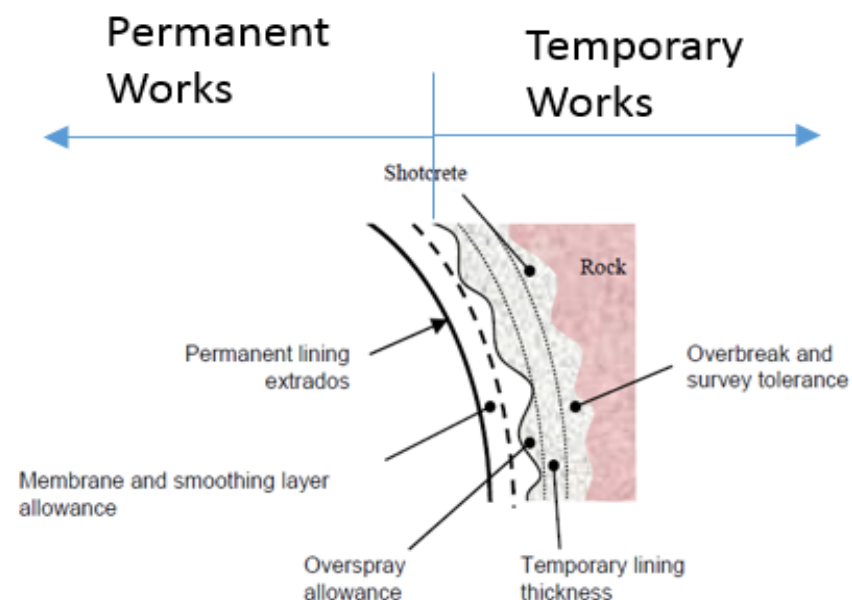 Permanent
Works
Temporary
Works
Shotcrete
Rock
Permanent lining
extrados
Overbreak and
survey tolerance
Membrane and smoothing layer
allowance
Overspray
allowance
Temporary lining
thickness